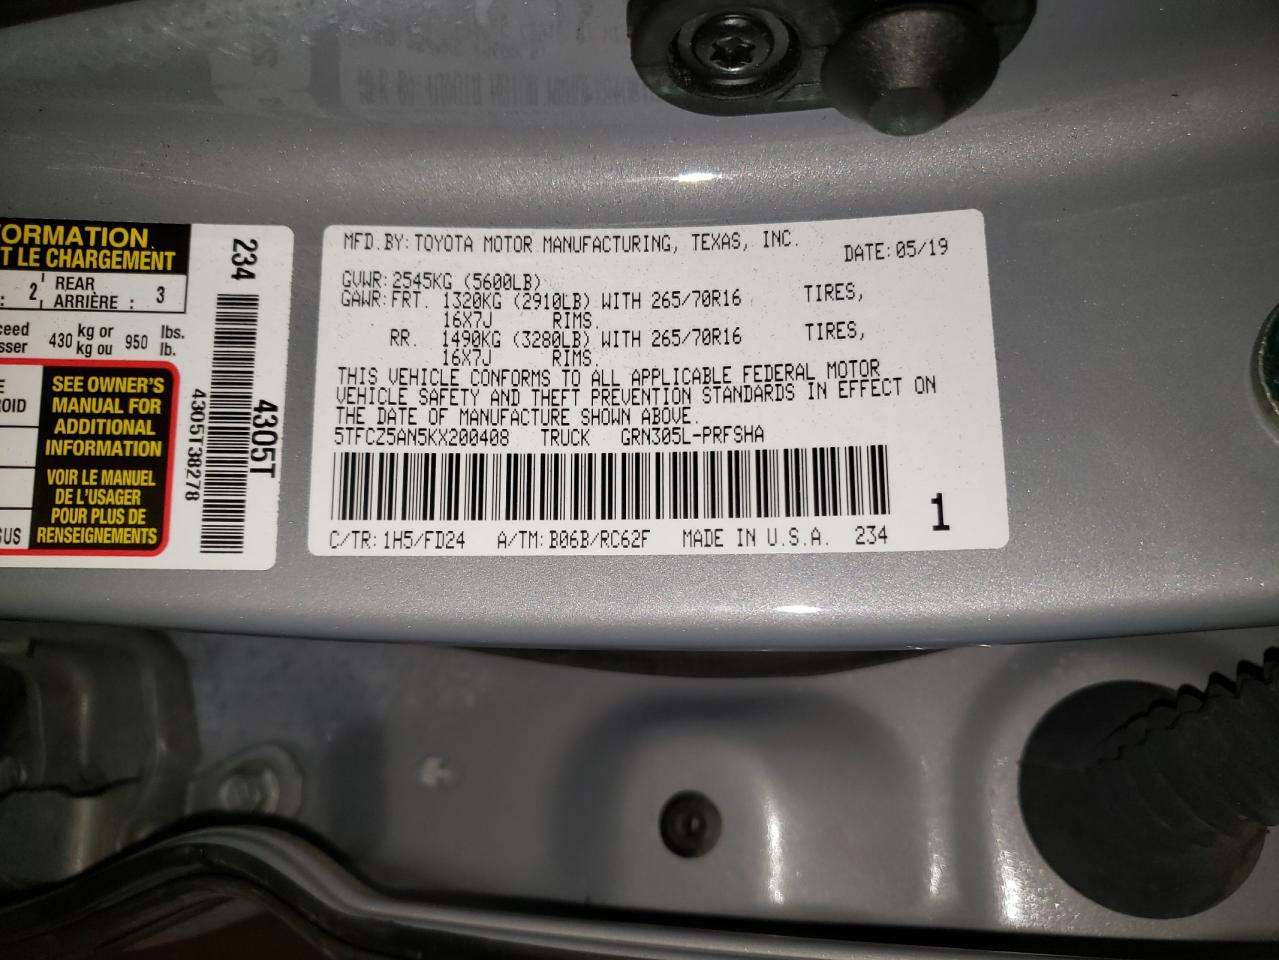 ORMATION
T LE CHARGEMENT
: 2 REAR
ARRIÈRE : 3
ceed
sser 430 kg or
kg ou 950 lbs.
lb.
SEE OWNER'S
MANUAL FOR
ADDITIONAL
INFORMATION
VOIR LE MANUEL
DE L'USAGER
POUR PLUS DE
RENSEIGNEMENTS
E
ROID
GUS
234
4305T
4305T38278
MFD.BY:TOYOTA MOTOR MANUFACTURING, TEXAS, INC. DATE:05/19
GVWR:2545KG (5600LB)
GAWR:FRT. 1320KG (2910LB) WITH 265/70R16 TIRES,
16X7J RIMS.
RR. 1490KG (3280LB) WITH 265/70R16 TIRES,
16X7J RIMS.
THIS VEHICLE CONFORMS TO ALL APPLICABLE FEDERAL MOTOR
VEHICLE SAFETY AND THEFT PREVENTION STANDARDS IN EFFECT ON
THE DATE OF MANUFACTURE SHOWN ABOVE.
5TFCZ5AN5KX200408 TRUCK GRN305L-PRFSHA
1
C/TR:1H5/FD24 A/TM:B06B/RC62F MADE IN U.S.A. 234